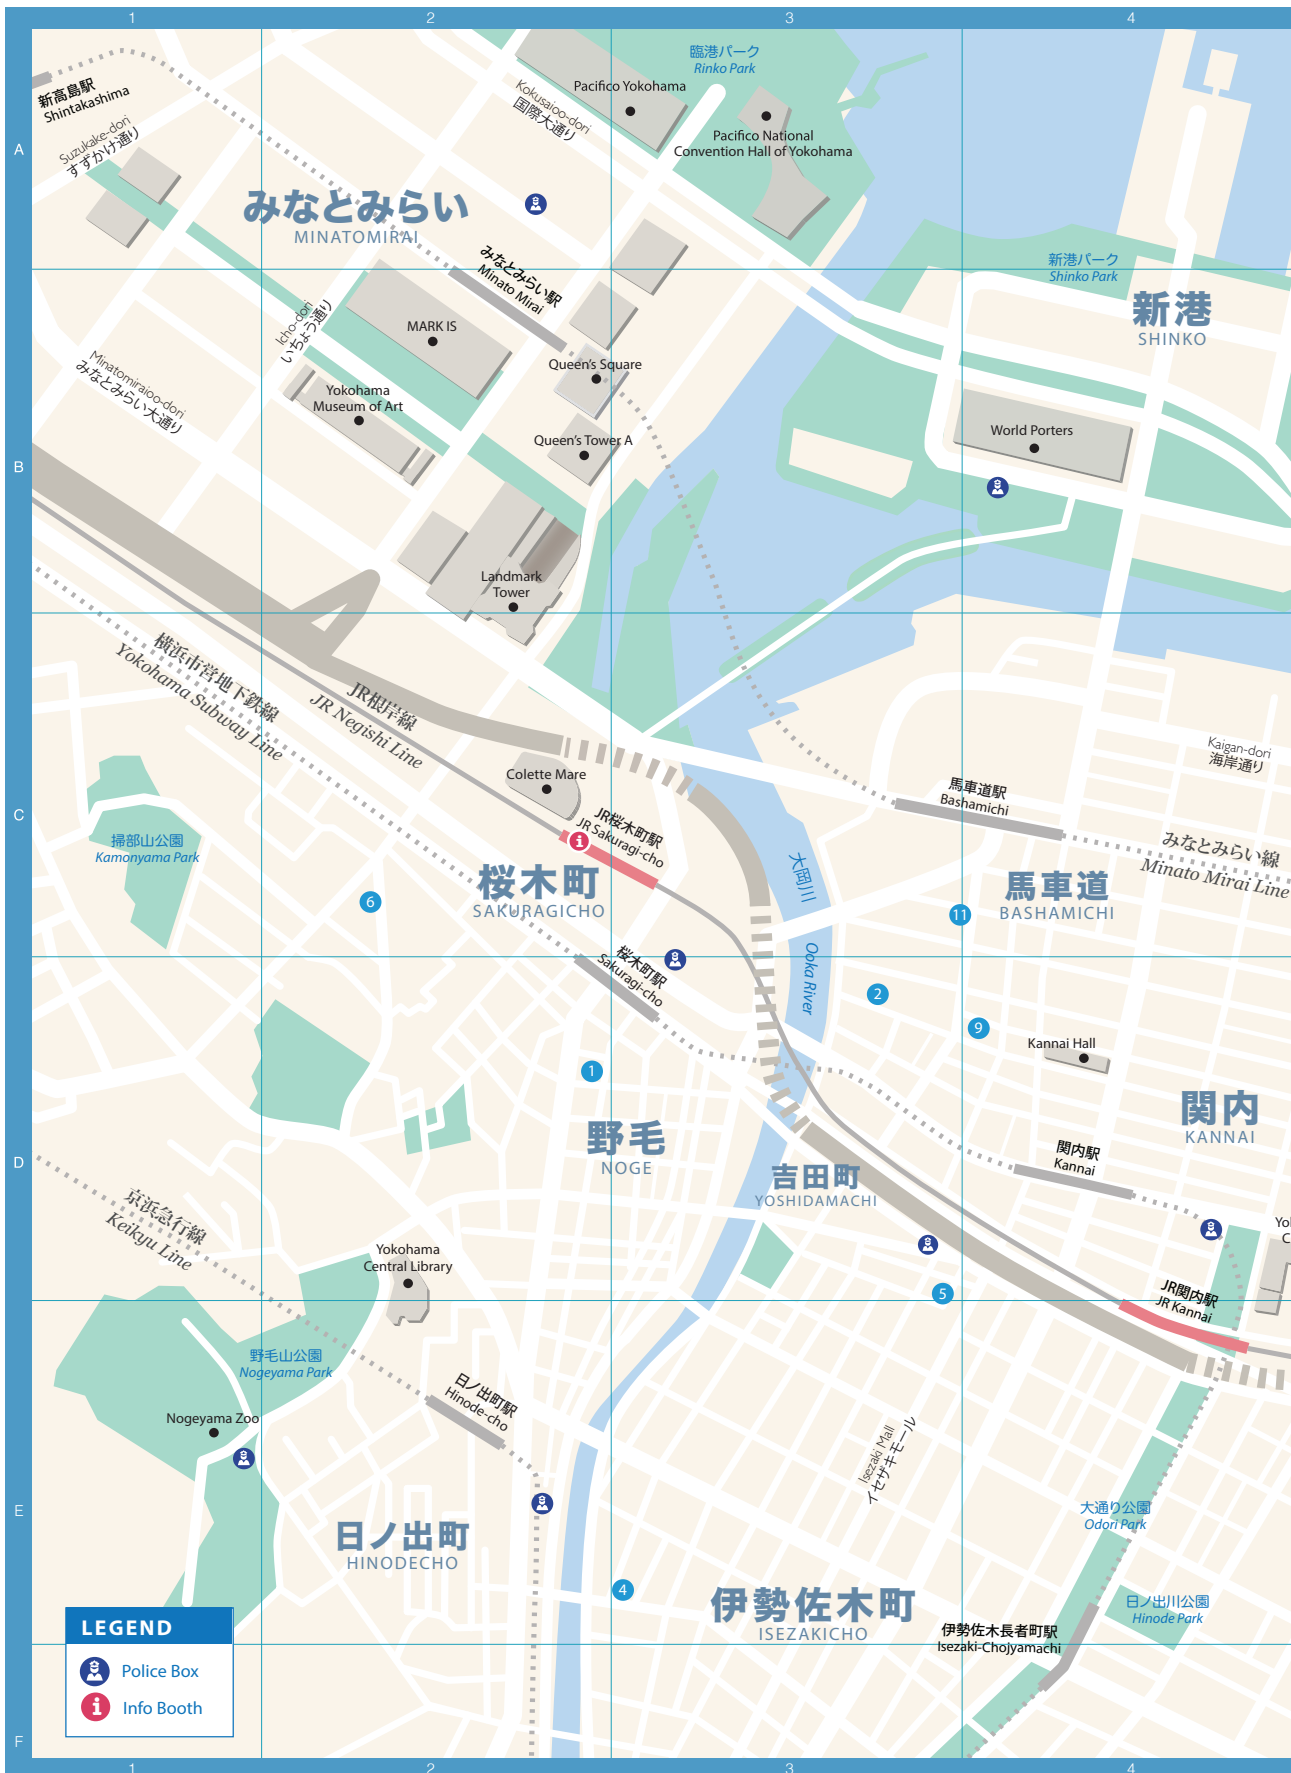 1
2
3
4
臨港パーク
Rinko Park
新高島駅
Shintakashima
Pacifico Yokohama
Kokusaioo-dori
国際大通り
Pacifico National
Convention Hall of Yokohama
Suzukake-dori
すずかけ通り
A
みなとみらい
MINATOMIRAI
みなとみらい駅
Minato Mirai
新港パーク
Shinko Park
新港
SHINKO
Icho-dori
いちょう通り
MARK IS
Queen's Square
Minatomiraioo-dori
みなとみらい大通り
Yokohama
Museum of Art
Queen's Tower A
World Porters
B
Landmark
Tower
横浜市営地下鉄線
Yokohama Subway Line
JR根岸線
JR Negishi Line
Kaigan-dori
海岸通り
Colette Mare
馬車道駅
Bashamichi
C
掃部山公園
Kamonyama Park
JR桜木町駅
JR Sakuragi-cho
i
みなとみらい線
Minato Mirai Line
大岡川
Ooka River
桜木町
SAKURAGICHO
馬車道
BASHAMICHI
6
11
桜木町駅
Sakuragi-cho
2
9
Kannai Hall
1
関内
KANNAI
野毛
NOGE
D
吉田町
YOSHIDAMACHI
関内駅
Kannai
京浜急行線
Keikyu Line
Yokohama
Central Library
Yo
C
5
JR関内駅
JR Kannai
野毛山公園
Nogeyama Park
日ノ出町駅
Hinode-cho
Nogeyama Zoo
Isezaki Mall
イセザキモール
E
大通り公園
Odori Park
日ノ出町
HINODECHO
4
伊勢佐木町
ISEZAKICHO
日ノ出川公園
Hinode Park
伊勢佐木長者町駅
Isezaki-Chojyamachi
LEGEND
Police Box
i Info Booth
F
1
2
3
4